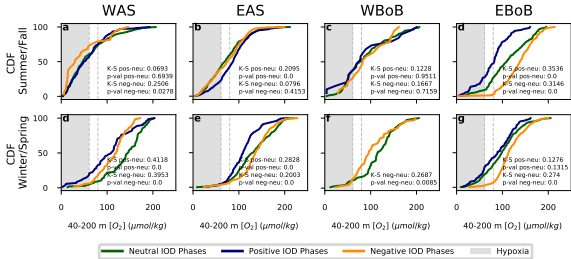 WAS EAS WBoB EBoB
CDF
Summer/Fall
100
50
0
a
K-S pos-neu: 0.0693
p-val pos-neu: 0.6939
K-S neg-neu: 0.2506
p-val neg-neu: 0.0278
b
K-S pos-neu: 0.2095
p-val pos-neu: 0.0
K-S neg-neu: 0.0796
p-val neg-neu: 0.4153
c
K-S pos-neu: 0.1228
p-val pos-neu: 0.9511
K-S neg-neu: 0.1667
p-val neg-neu: 0.7159
d
K-S pos-neu: 0.3536
p-val pos-neu: 0.0
K-S neg-neu: 0.3146
p-val neg-neu: 0.0
CDF
Winter/Spring
100
50
0
d
K-S pos-neu: 0.4118
p-val pos-neu: 0.0
K-S neg-neu: 0.3953
p-val neg-neu: 0.0
e
K-S pos-neu: 0.2828
p-val pos-neu: 0.0
K-S neg-neu: 0.2003
p-val neg-neu: 0.0
f
K-S neg-neu: 0.2687
p-val neg-neu: 0.0085
g
K-S pos-neu: 0.1276
p-val pos-neu: 0.1315
K-S neg-neu: 0.274
p-val neg-neu: 0.0
0 100 200 0 100 200 0 100 200 0 100 200
40-200 m [O₂] (μmol/kg) 40-200 m [O₂] (μmol/kg) 40-200 m [O₂] (μmol/kg) 40-200 m [O₂] (μmol/kg)
Neutral IOD Phases Positive IOD Phases Negative IOD Phases Hypoxia